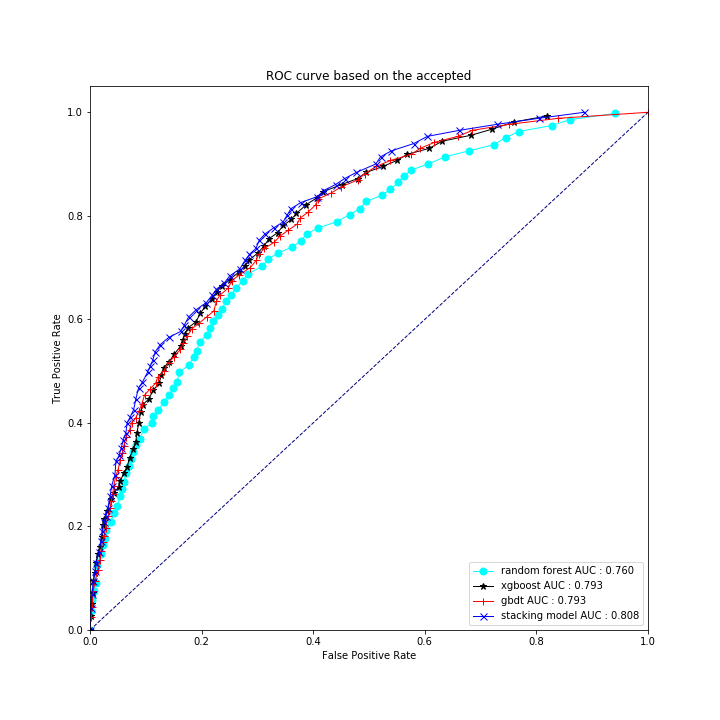 ROC curve based on the accepted
1.0
0.8
0.6
0.4
0.2
0.0
True Positive Rate
random forest AUC : 0.760
xgboost AUC : 0.793
gbdt AUC : 0.793
stacking model AUC : 0.808
0.0 0.2 0.4 0.6 0.8 1.0
False Positive Rate